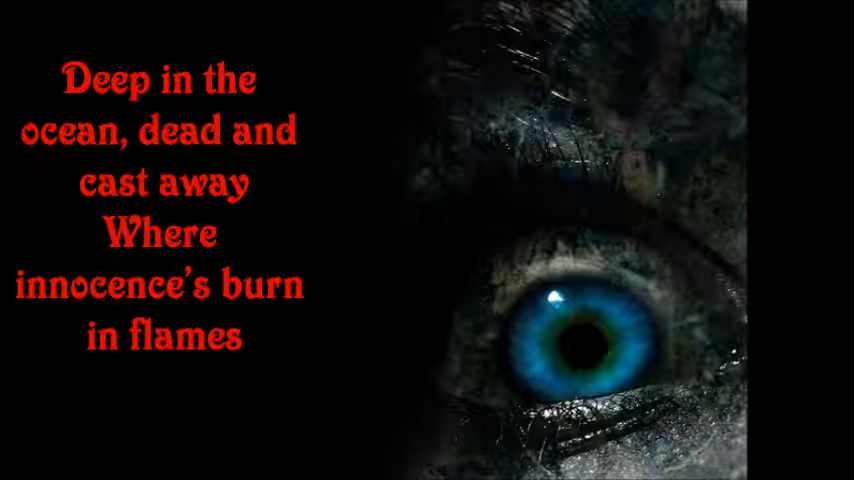 Deep in the
ocean, dead and
cast away
Where
innocence's burn
in flames